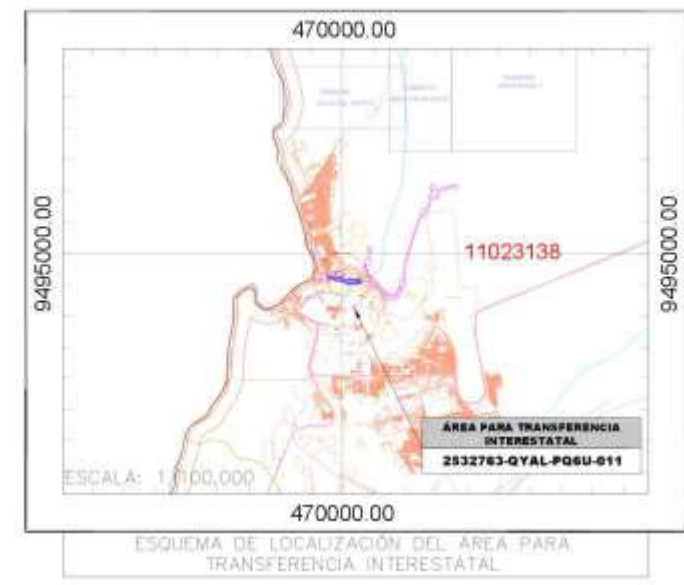 470000.00
9495000.00
9495000.00
11023138
ÁREA PARA TRANSFERENCIA
INTERESTATAL
2532763-QYAL-PQ6U-011
ESCALA: 1/100,000
470000.00
ESQUEMA DE LOCALIZACIÓN DEL ÁREA PARA
TRANSFERENCIA INTERESTATAL